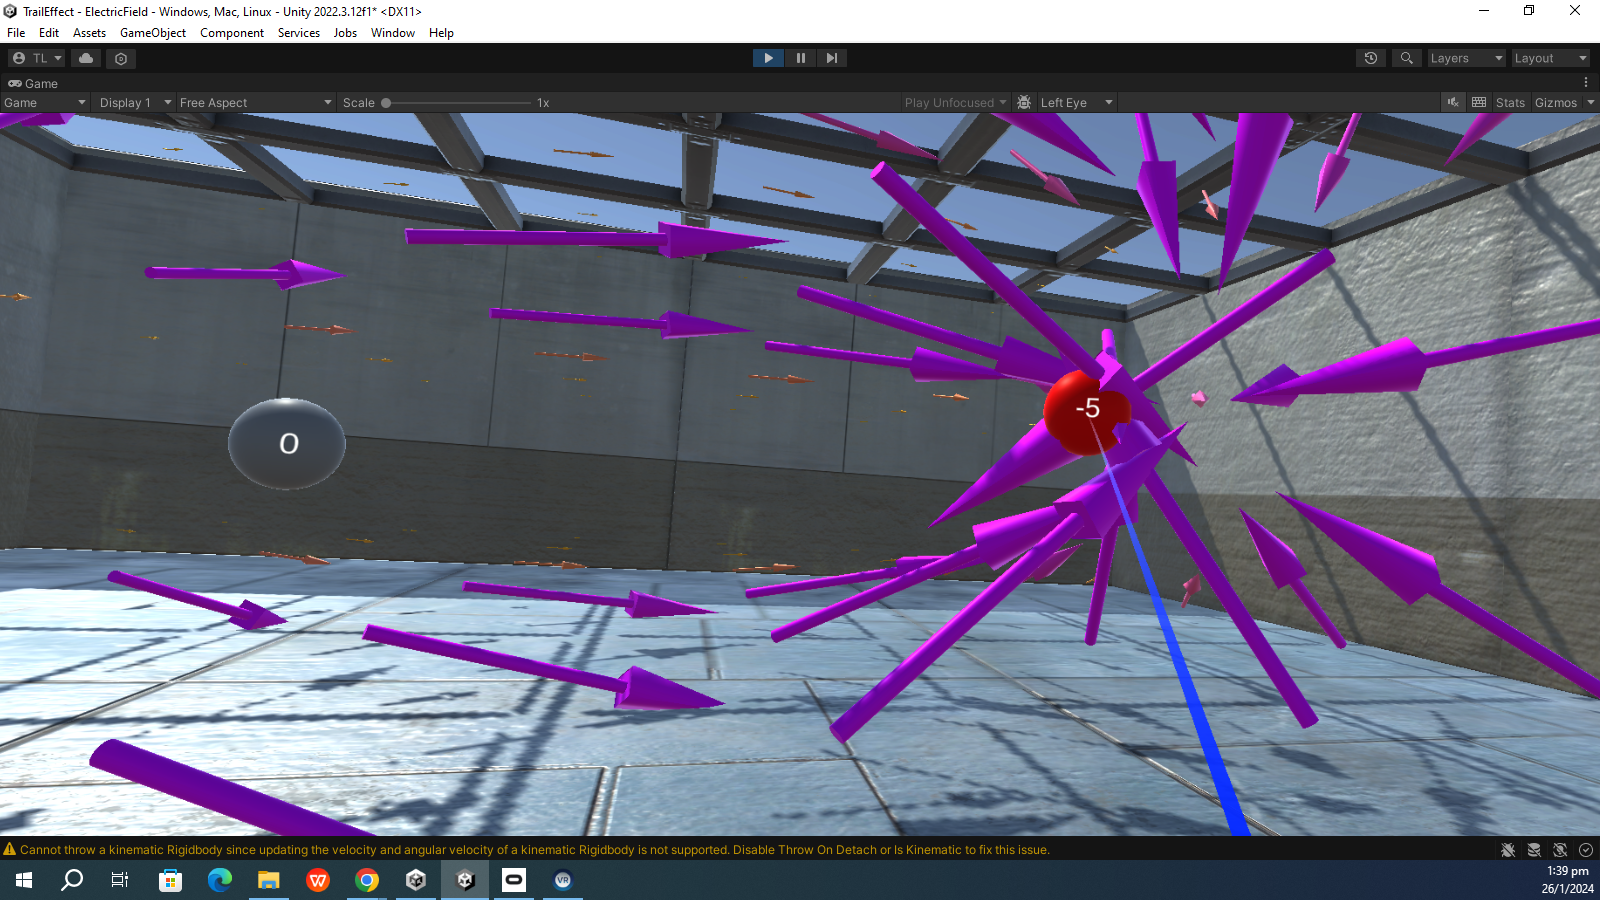 TrailEffect - ElectricField - Windows, Mac, Linux - Unity 2022.3.12f1* <DX11>
File Edit Assets GameObject Component Services Jobs Window Help
TL Layers Layout
Game
Game Display 1 Free Aspect Scale 1x Play Unfocused Left Eye Stats Gizmos
-5
0
Cannot throw a kinematic Rigidbody since updating the velocity and angular velocity of a kinematic Rigidbody is not supported. Disable Throw On Detach or Is Kinematic to fix this issue.
W VR
1:39 pm
26/1/2024